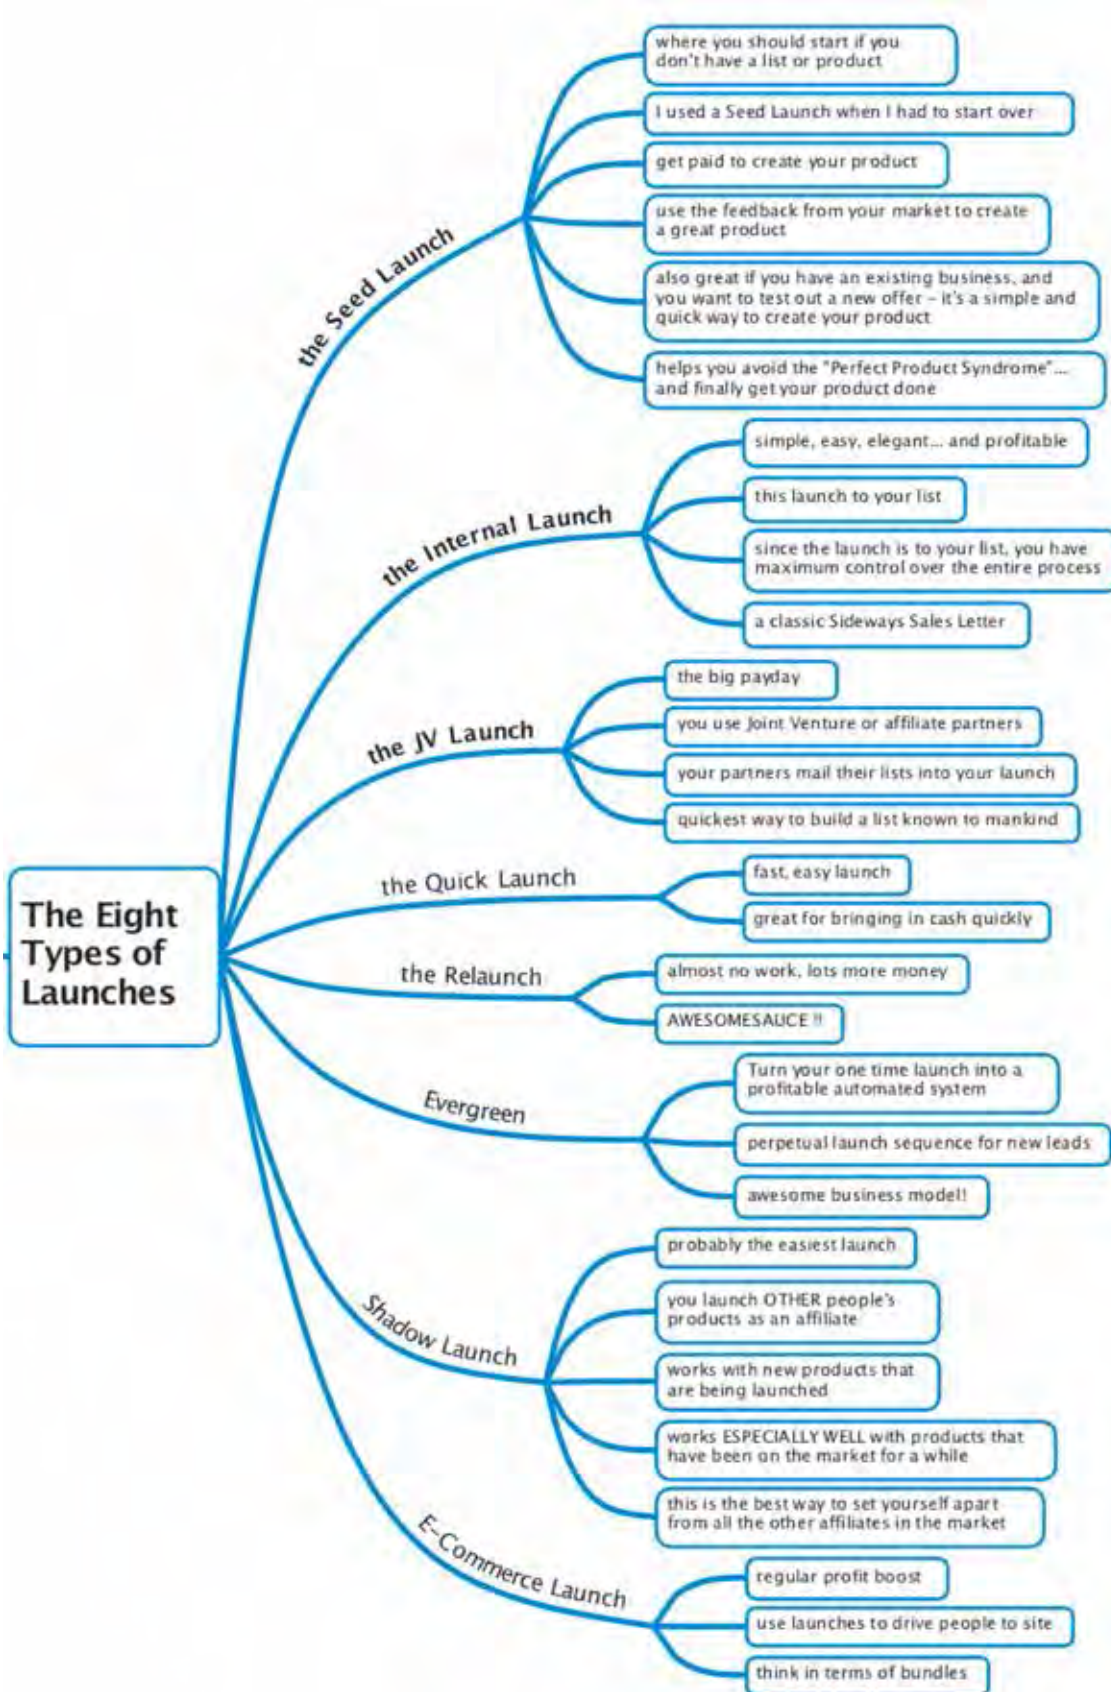 The Eight
Types of
Launches
the Seed Launch
where you should start if you
don't have a list or product
I used a Seed Launch when I had to start over
get paid to create your product
use the feedback from your market to create
a great product
also great if you have an existing business, and
you want to test out a new offer – it's a simple and
quick way to create your product
helps you avoid the "Perfect Product Syndrome"...
and finally get your product done
the Internal Launch
simple, easy, elegant... and profitable
this launch to your list
since the launch is to your list, you have
maximum control over the entire process
a classic Sideways Sales Letter
the JV Launch
the big payday
you use Joint Venture or affiliate partners
your partners mail their lists into your launch
quickest way to build a list known to mankind
the Quick Launch
fast, easy launch
great for bringing in cash quickly
the Relaunch
almost no work, lots more money
AWESOMESAUCE !!
Evergreen
Turn your one time launch into a
profitable automated system
perpetual launch sequence for new leads
awesome business model!
Shadow Launch
probably the easiest launch
you launch OTHER people's
products as an affiliate
works with new products that
are being launched
works ESPECIALLY WELL with products that
have been on the market for a while
this is the best way to set yourself apart
from all the other affiliates in the market
E-Commerce Launch
regular profit boost
use launches to drive people to site
think in terms of bundles